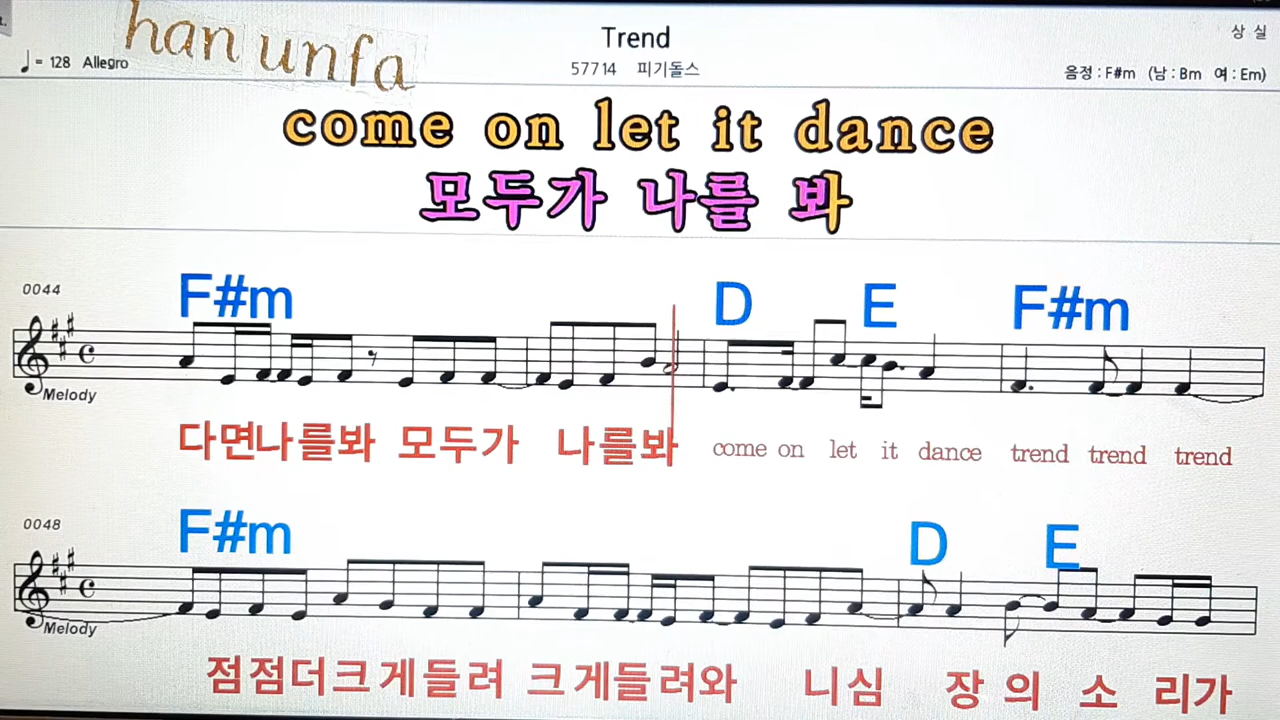 han unfa
Trend
상 실
♩= 128 Allegro
57714 피기돌스
음정 : F#m (남 : Bm 여 : Em)
come on let it dance
모두가 나를 봐
0044
F#m D E F#m
Melody
다면나를봐 모두가 나를봐 come on let it dance trend trend trend
0048
F#m D E
Melody
점점더크게들려 크게들려와 니심 장 의 소 리가